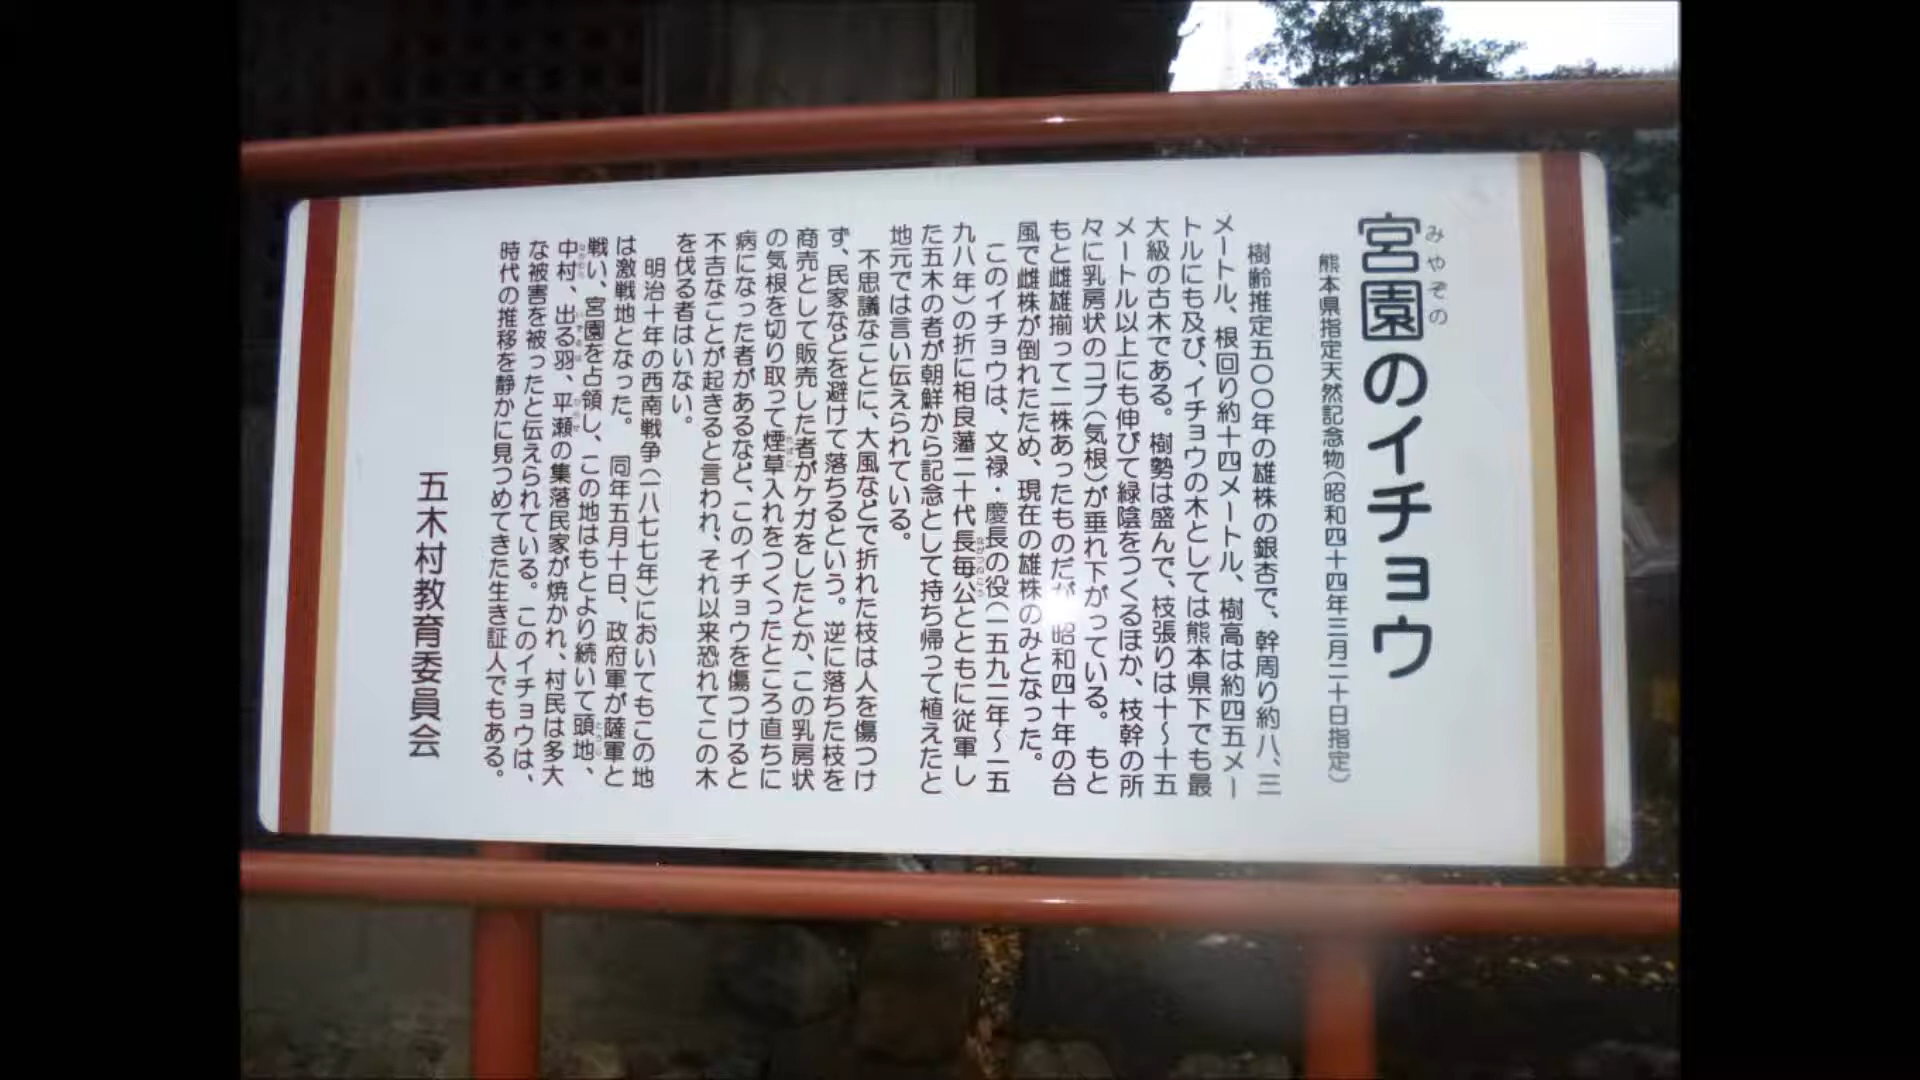 宮園のイチョウ
みやぞの
熊本県指定天然記念物(昭和四十四年三月二十日指定)
樹齢推定五〇〇年の雄株の銀杏で、幹周り約八、三
メートル、根回り約十四メートル、樹高は約四五メー
トルにも及び、イチョウの木としては熊本県下でも最
大級の古木である。樹勢は盛んで、枝張りは十〜十五
メートル以上にも伸びて緑陰をつくるほか、枝幹の所
々に乳房状のコブ(気根)が垂れ下がっている。もと
もと雌雄揃って二株あったものだが、昭和四十年の台
風で雌株が倒れたため、現在の雄株のみとなった。
このイチョウは、文禄・慶長の役(一五九二年〜一五
九八年)の折に相良藩二十代長毎公とともに従軍し
ながつねこう
た五木の者が朝鮮から記念として持ち帰って植えたと
地元では言い伝えられている。
不思議なことに、大風などで折れた枝は人を傷つけ
ず、民家などを避けて落ちるという。逆に落ちた枝を
商売として販売した者がケガをしたとか、この乳房状
の気根を切り取って煙草入れをつくったところ直ちに
たばこ
病になった者があるなど、このイチョウを傷つけると
不吉なことが起きると言われ、それ以来恐れてこの木
を伐る者はいない。
明治十年の西南戦争(一八七七年)においてもこの地
は激戦地となった。同年五月十日、政府軍が薩軍と
戦い、宮園を占領し、この地はもとより続いて頭地、
とうじ
中村、出る羽、平瀬の集落民家が焼かれ、村民は多大
なかむら いずるは ひらせ
な被害を被ったと伝えられている。このイチョウは、
時代の推移を静かに見つめてきた生き証人でもある。
五木村教育委員会